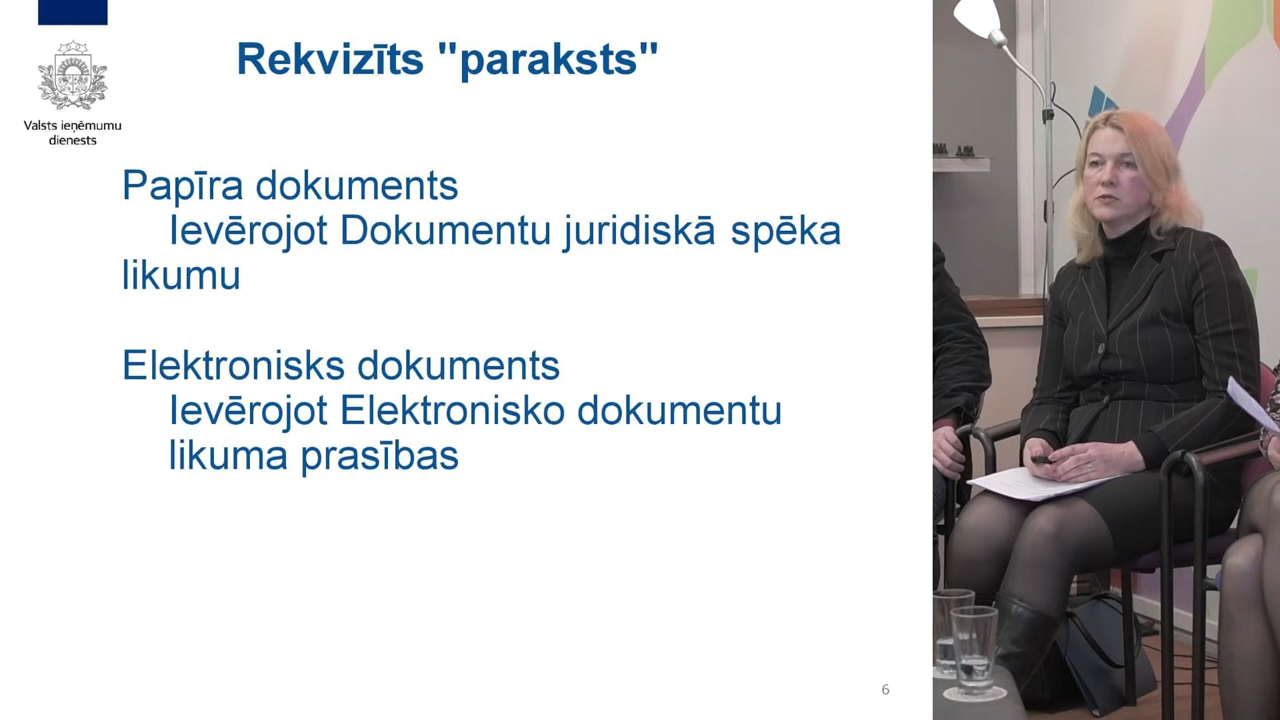 Rekvizīts "paraksts"
Valsts ieņēmumu
dienests
Papīra dokuments
Ievērojot Dokumentu juridiskā spēka
likumu
Elektronisks dokuments
Ievērojot Elektronisko dokumentu
likuma prasības
6